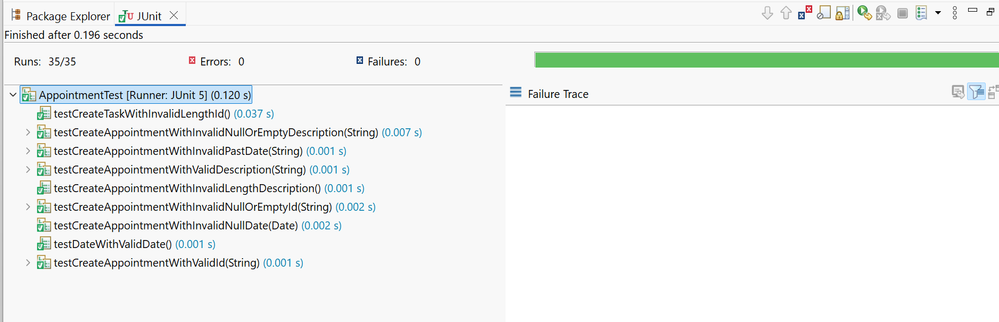 Package Explorer JUnit
Finished after 0.196 seconds
Runs: 35/35 Errors: 0 Failures: 0
AppointmentTest [Runner: JUnit 5] (0.120 s)
Failure Trace
testCreateTaskWithInvalidLengthId() (0.037 s)
testCreateAppointmentWithInvalidNullOrEmptyDescription(String) (0.007 s)
testCreateAppointmentWithInvalidPastDate(String) (0.001 s)
testCreateAppointmentWithValidDescription(String) (0.001 s)
testCreateAppointmentWithInvalidLengthDescription() (0.001 s)
testCreateAppointmentWithInvalidNullOrEmptyId(String) (0.002 s)
testCreateAppointmentWithInvalidNullDate(Date) (0.002 s)
testDateWithValidDate() (0.001 s)
testCreateAppointmentWithValidId(String) (0.001 s)